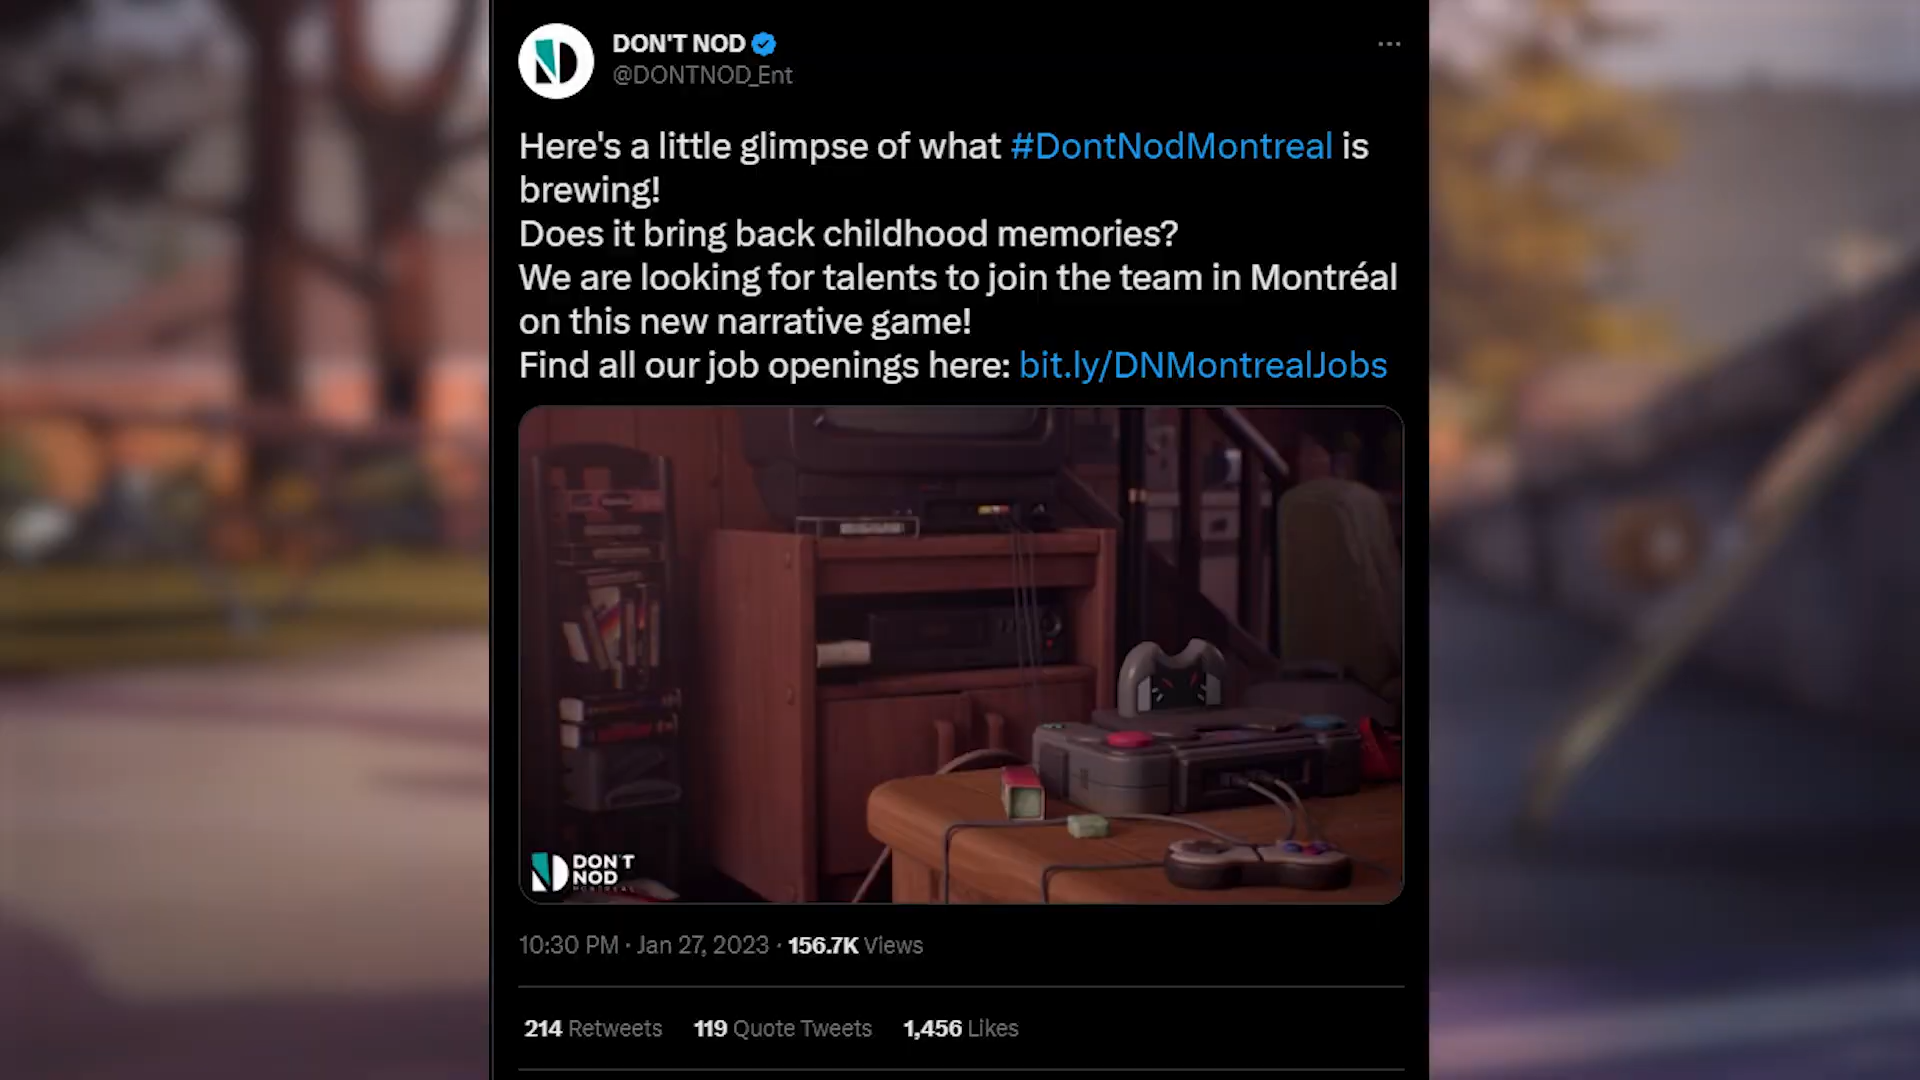 DON'T NOD
@DONTNOD_Ent
Here's a little glimpse of what #DontNodMontreal is
brewing!
Does it bring back childhood memories?
We are looking for talents to join the team in Montréal
on this new narrative game!
Find all our job openings here: bit.ly/DNMontrealJobs
DON'T
NOD
MONTRÉAL
10:30 PM · Jan 27, 2023 · 156.7K Views
214 Retweets 119 Quote Tweets 1,456 Likes